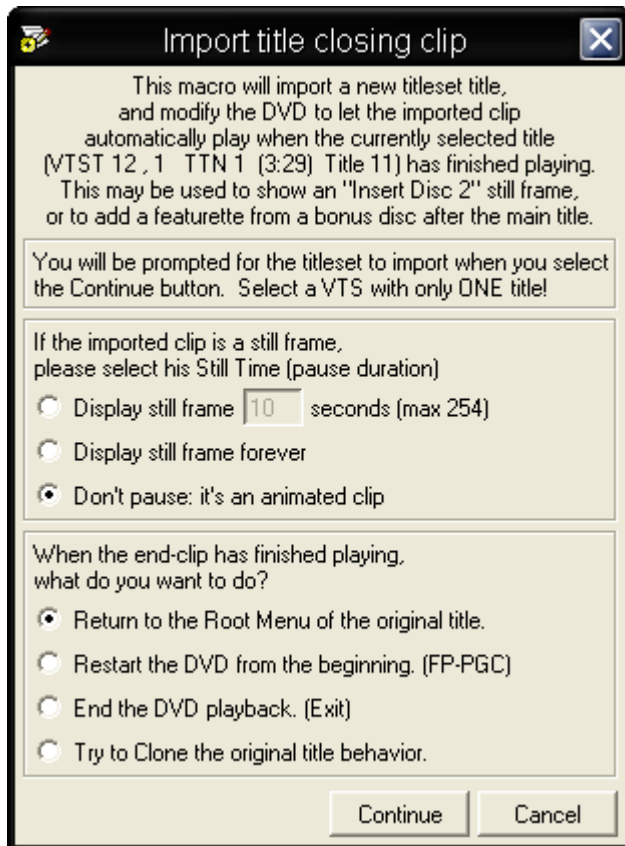 Import title closing clip
This macro will import a new titleset title,
and modify the DVD to let the imported clip
automatically play when the currently selected title
(VTST 12 , 1   TTN 1  (3:29)  Title 11) has finished playing.
This may be used to show an "Insert Disc 2" still frame,
or to add a featurette from a bonus disc after the main title.
You will be prompted for the titleset to import when you select
the Continue button.  Select a VTS with only ONE title!
If the imported clip is a still frame,
please select his Still Time (pause duration)
Display still frame 10 seconds (max 254)
Display still frame forever
Don't pause: it's an animated clip
When the end-clip has finished playing,
what do you want to do?
Return to the Root Menu of the original title.
Restart the DVD from the beginning. (FP-PGC)
End the DVD playback. (Exit)
Try to Clone the original title behavior.
Continue Cancel